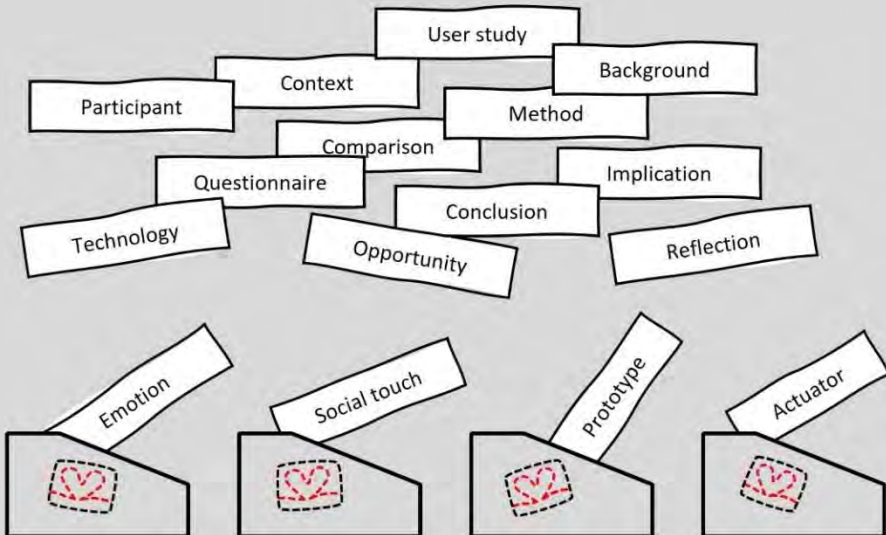 User study
Background
Context
Participant
Method
Comparison
Implication
Questionnaire
Conclusion
Technology
Opportunity
Reflection
Emotion
Social touch
Prototype
Actuator